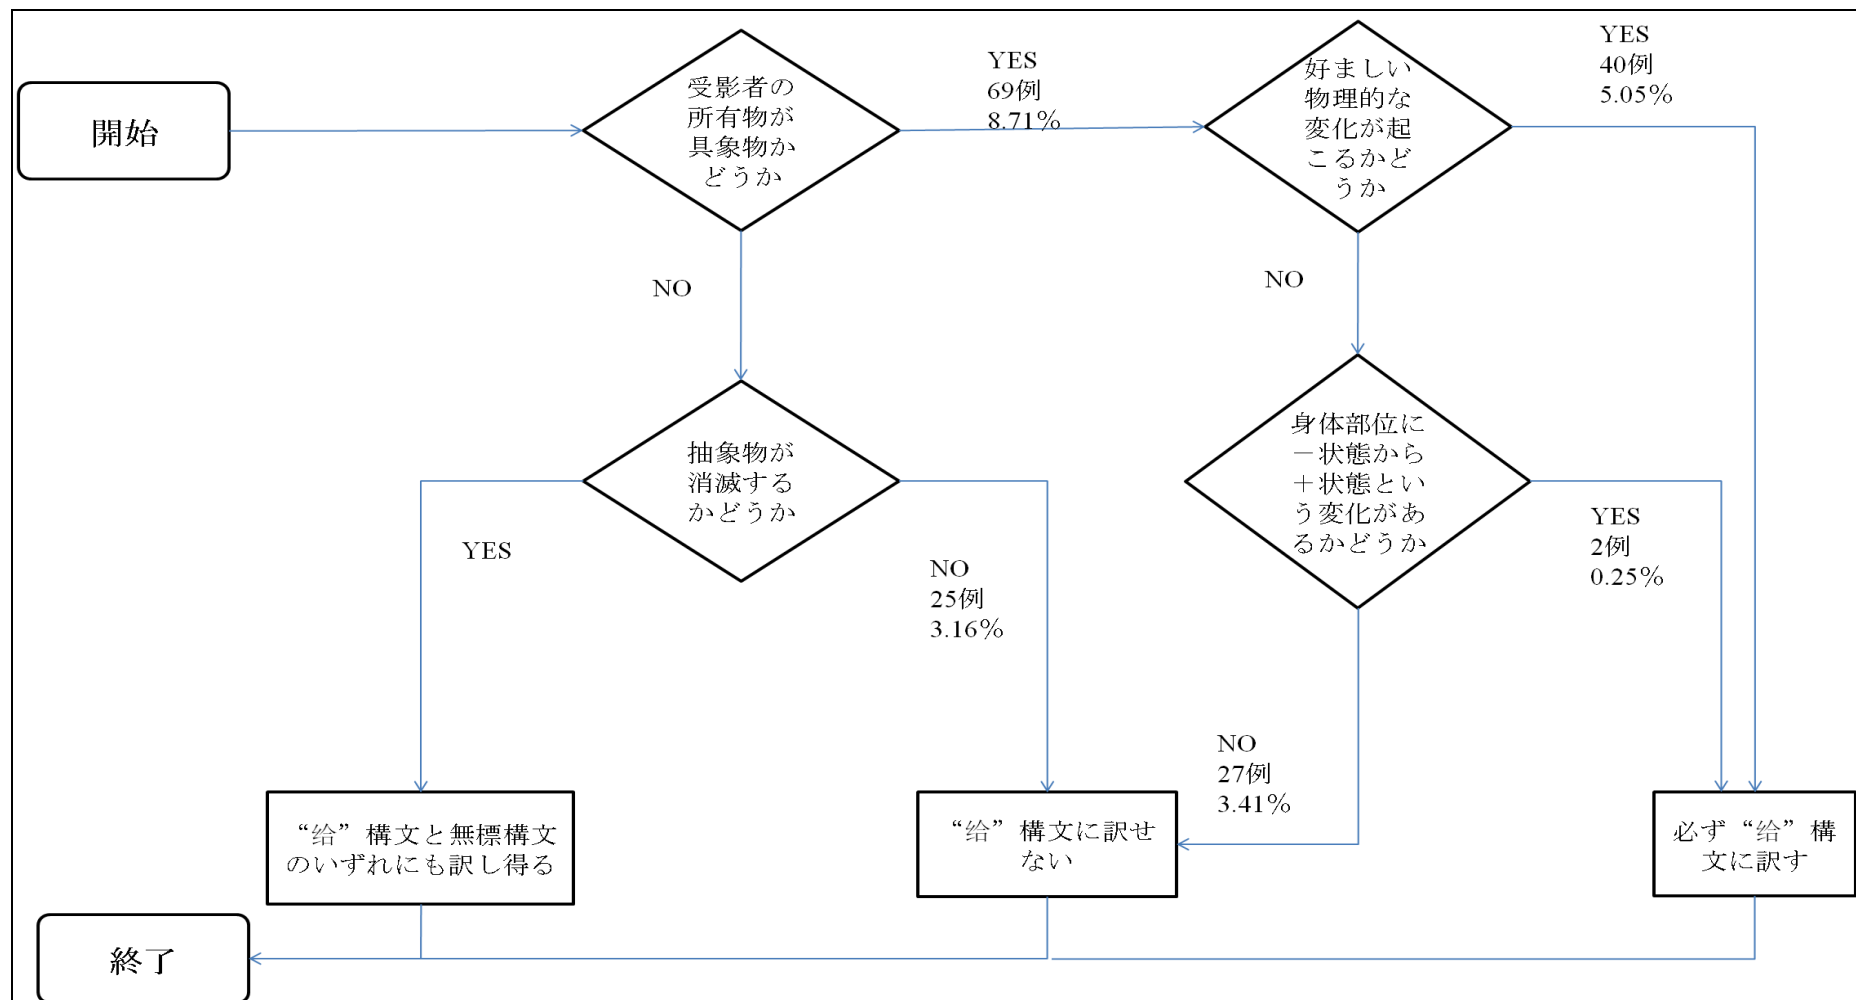 開始
受影者の
所有物が
具象物か
どうか
YES
69例
8.71%
好ましい
物理的な
変化が起
こるかど
うか
YES
40例
5.05%
NO
NO
抽象物が
消滅する
かどうか
身体部位に
－状態から
＋状態とい
う変化があ
るかどうか
YES
NO
25例
3.16%
YES
2例
0.25%
NO
27例
3.41%
“给”構文と無標構文
のいずれにも訳し得る
“给”構文に訳せ
ない
必ず“给”構
文に訳す
終了